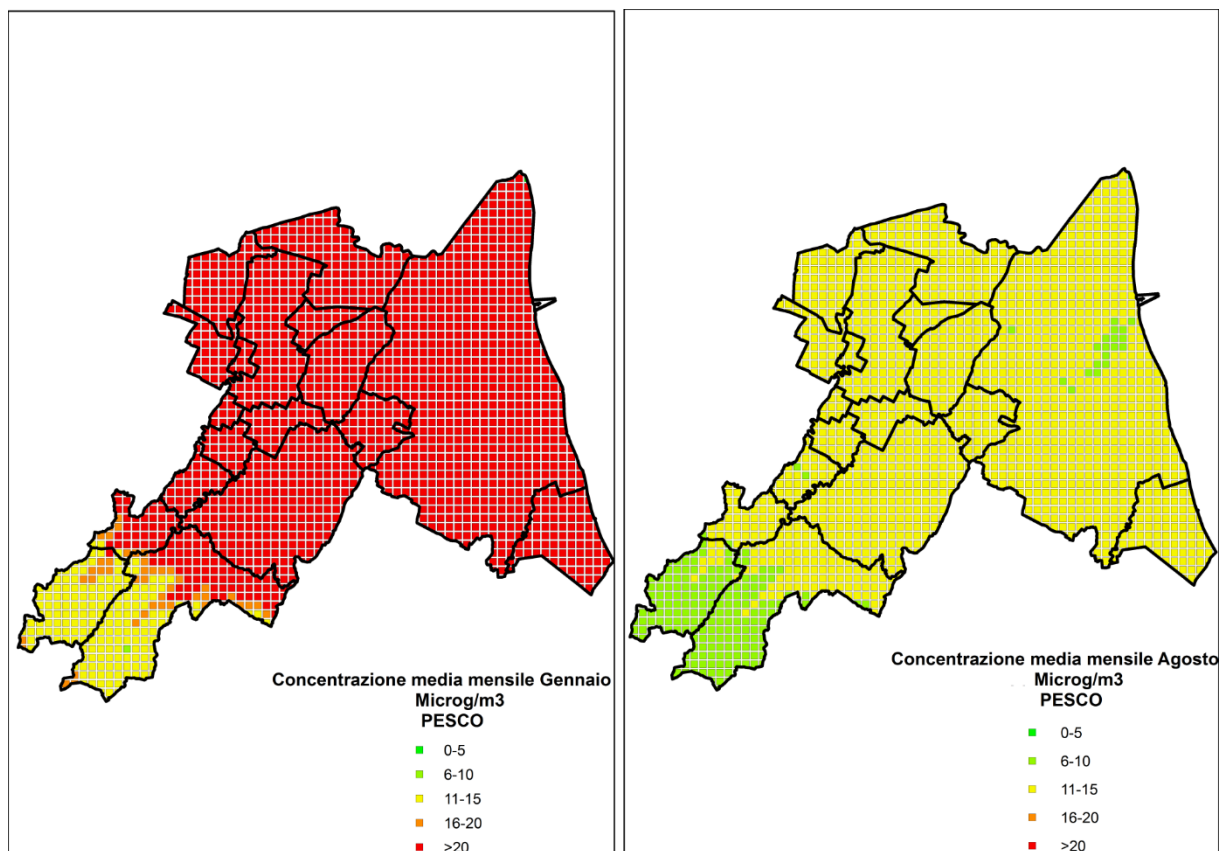 Concentrazione media mensile Gennaio
Microg/m3
PESCO
0-5
6-10
11-15
16-20
>20
Concentrazione media mensile Agosto
Microg/m3
PESCO
0-5
6-10
11-15
16-20
>20